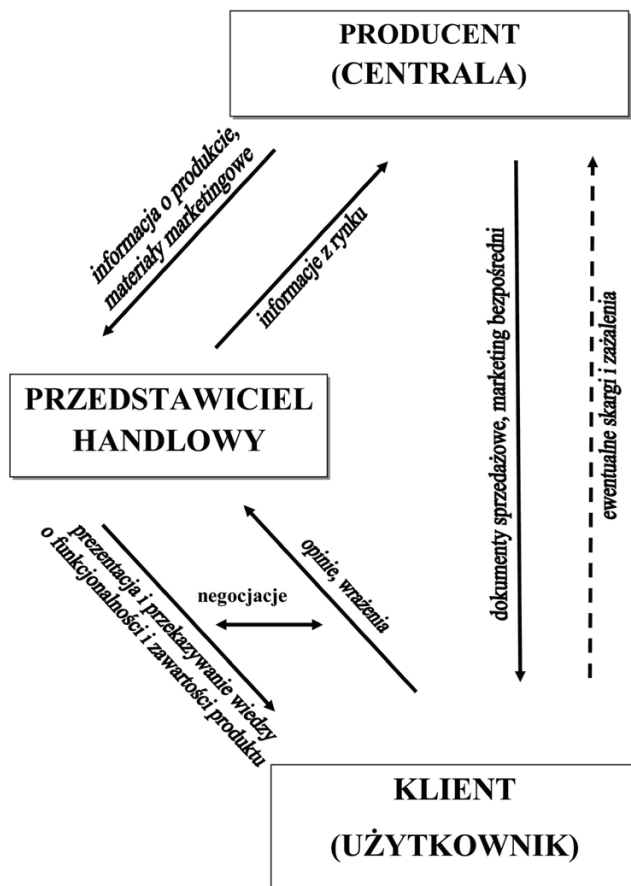 PRODUCENT
(CENTRALA)
informacja o produkcie,
materiały marketingowe
informacje z rynku
dokumenty sprzedażowe, marketing bezpośredni
ewentualne skargi i zażalenia
PRZEDSTAWICIEL
HANDLOWY
prezentacja i przekazywanie wiedzy
o funkcjonalności i zawartości produktu
negocjacje
opinie, wrażenia
KLIENT
(UŻYTKOWNIK)